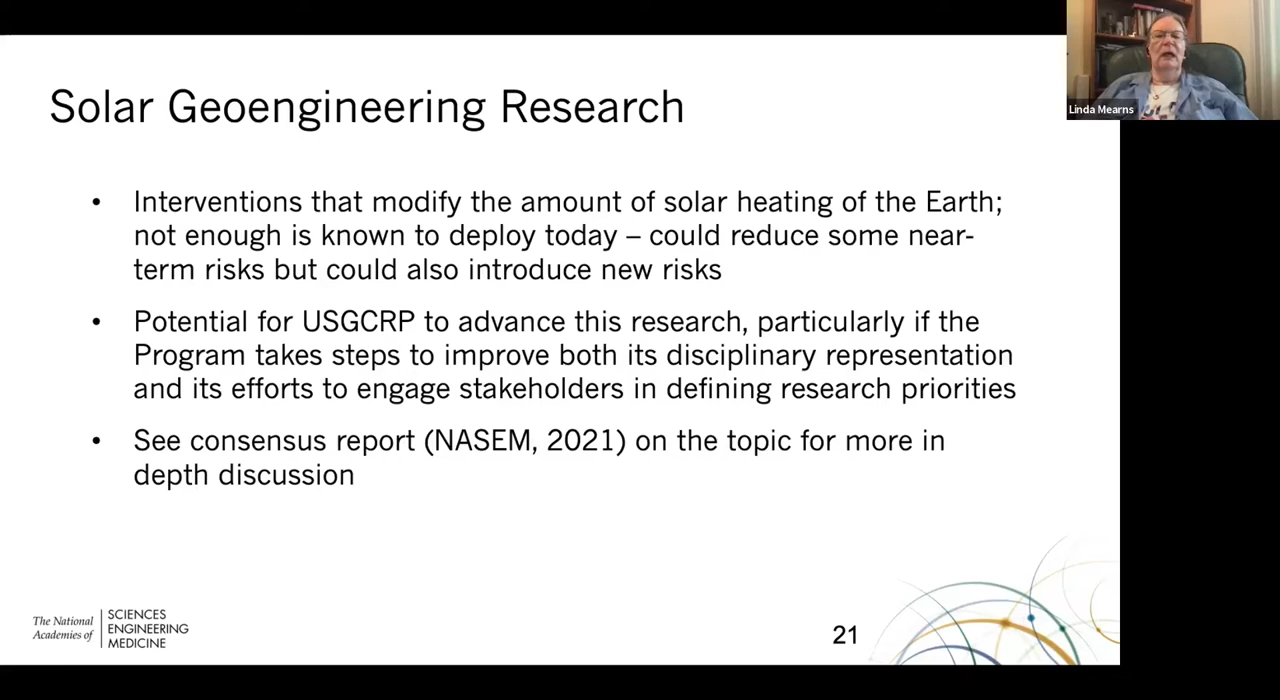 Linda Mearns
Solar Geoengineering Research
• Interventions that modify the amount of solar heating of the Earth;
not enough is known to deploy today – could reduce some near-
term risks but could also introduce new risks
• Potential for USGCRP to advance this research, particularly if the
Program takes steps to improve both its disciplinary representation
and its efforts to engage stakeholders in defining research priorities
• See consensus report (NASEM, 2021) on the topic for more in
depth discussion
The National
Academies of
SCIENCES
ENGINEERING
MEDICINE
21